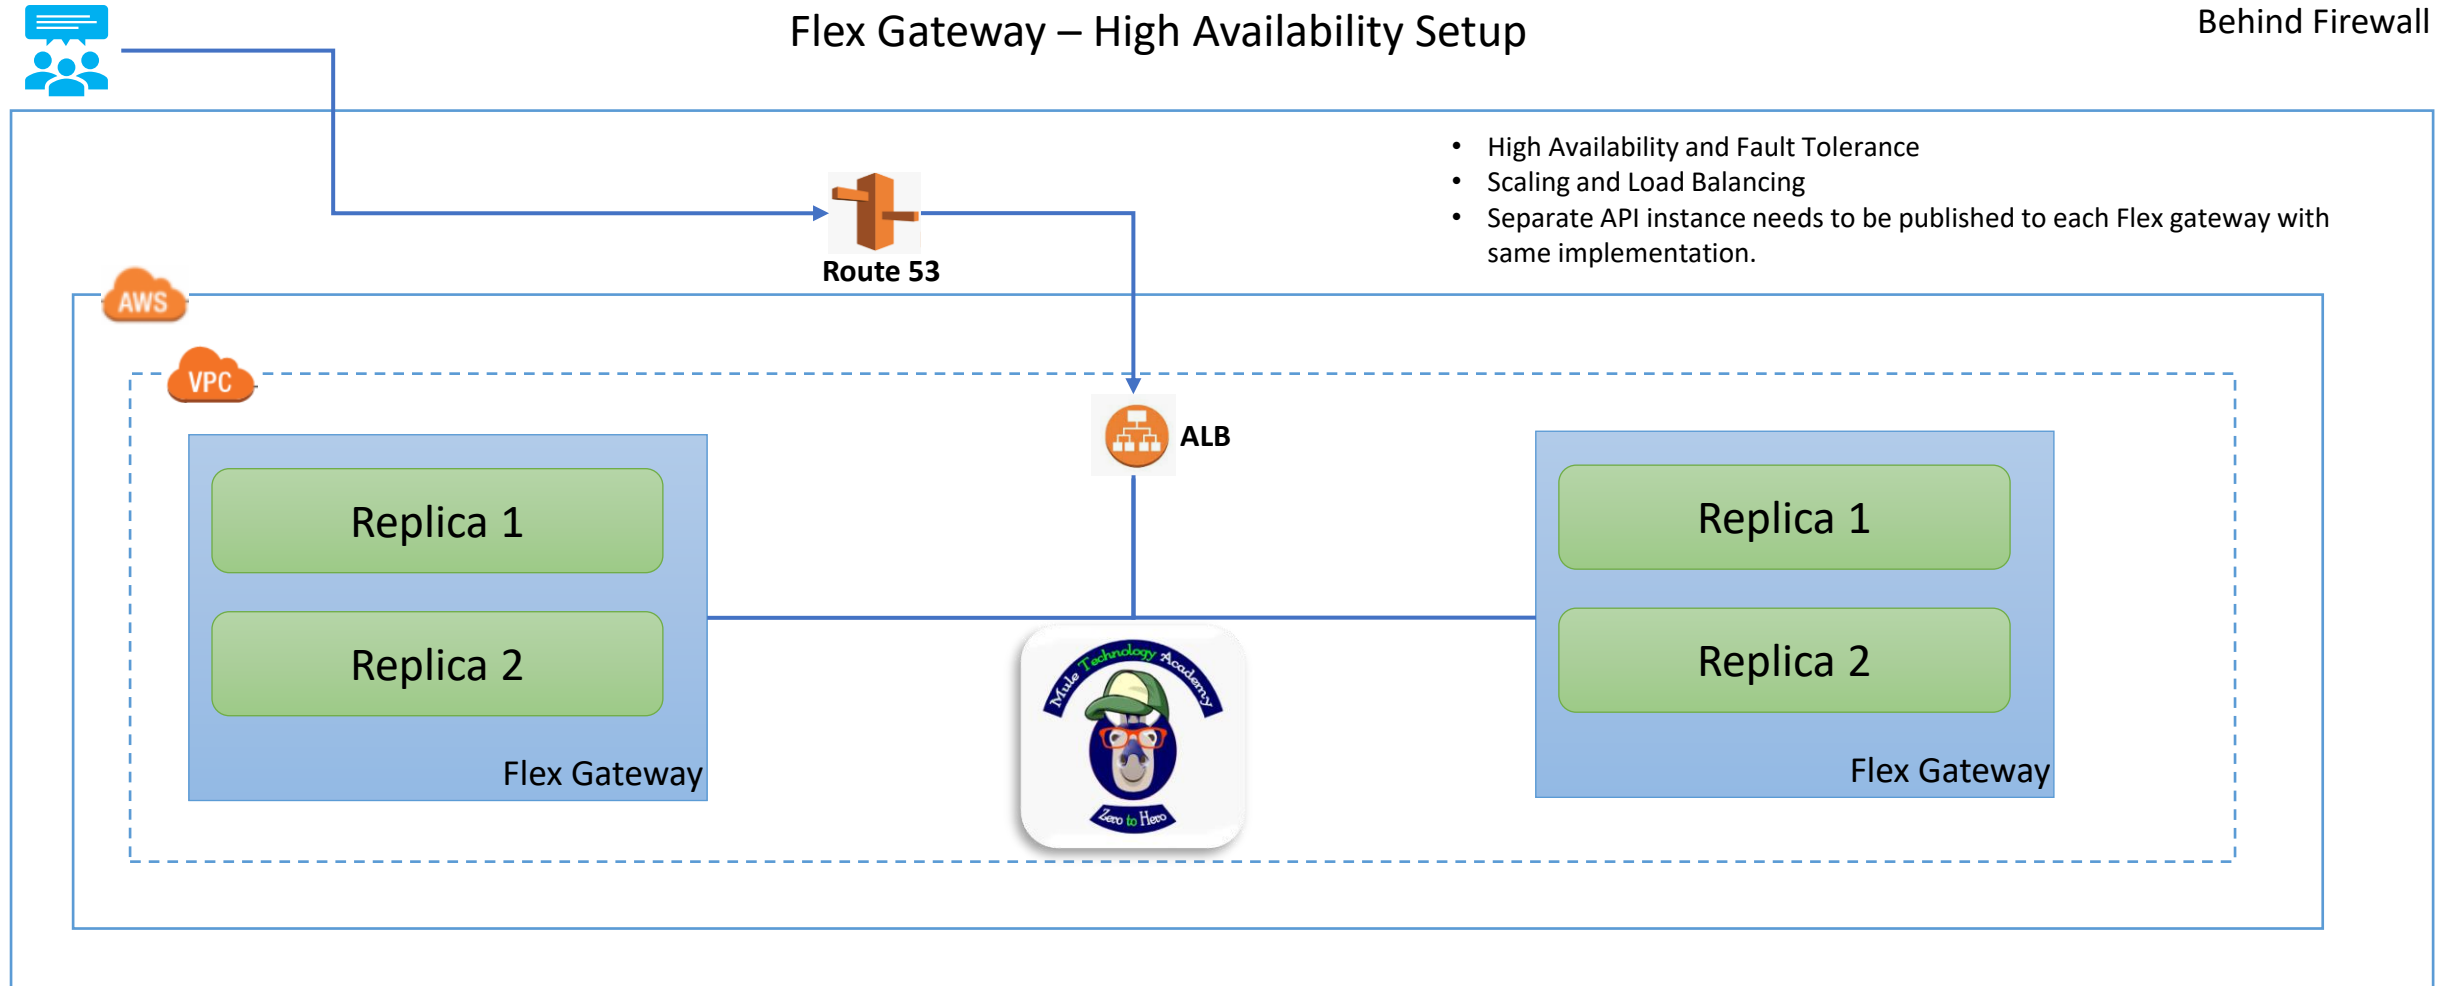 Flex Gateway – High Availability Setup
Behind Firewall
• High Availability and Fault Tolerance
• Scaling and Load Balancing
• Separate API instance needs to be published to each Flex gateway with
same implementation.
Route 53
AWS
VPC
ALB
Replica 1
Replica 2
Flex Gateway
Mule Technology Academy
Zero to Hero
Replica 1
Replica 2
Flex Gateway